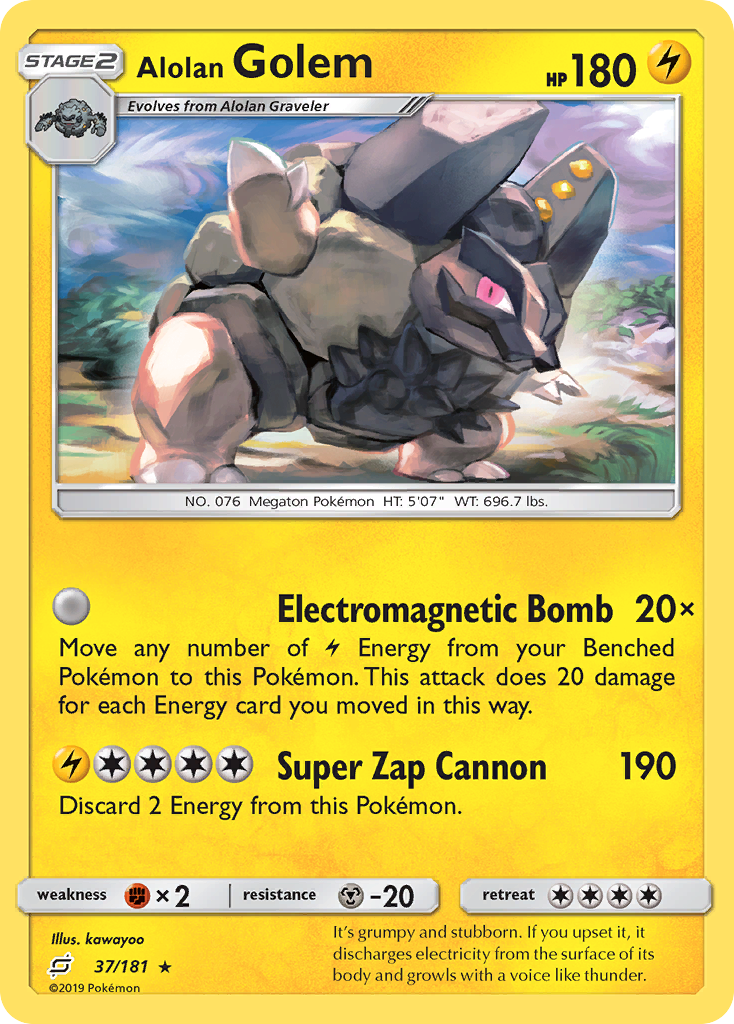 STAGE2
Alolan Golem
HP 180
Evolves from Alolan Graveler
NO. 076 Megaton Pokémon HT: 5'07" WT: 696.7 lbs.
Electromagnetic Bomb 20×
Move any number of Energy from your Benched
Pokémon to this Pokémon. This attack does 20 damage
for each Energy card you moved in this way.
Super Zap Cannon 190
Discard 2 Energy from this Pokémon.
weakness ×2 resistance -20 retreat
Illus. kawayoo
37/181 ★
©2019 Pokémon
It's grumpy and stubborn. If you upset it, it
discharges electricity from the surface of its
body and growls with a voice like thunder.